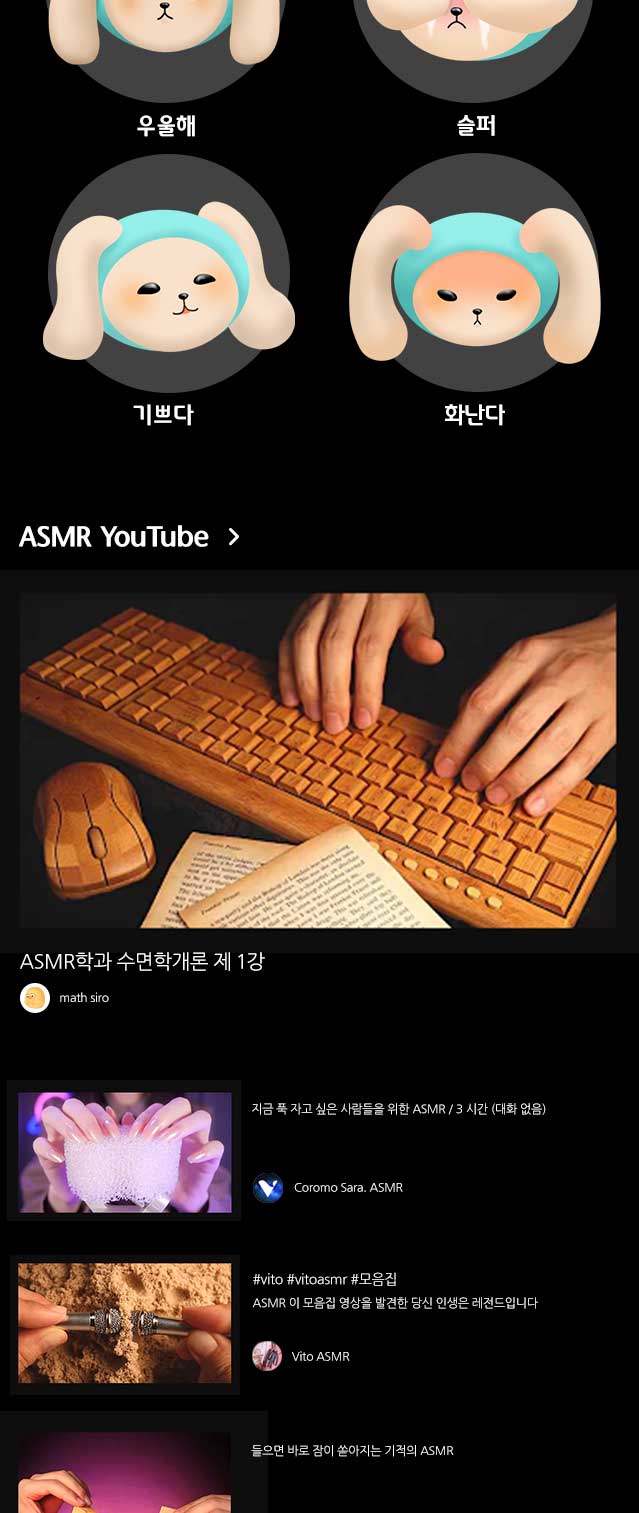 우울해
슬퍼
기쁘다
화난다
ASMR YouTube
ASMR학과 수면학개론 제 1강
math siro
지금 푹 자고 싶은 사람들을 위한 ASMR / 3 시간 (대화 없음)
Coromo Sara. ASMR
#vito #vitoasmr #모음집
ASMR 이 모음집 영상을 발견한 당신 인생은 레전드입니다
Vito ASMR
들으면 바로 잠이 쏟아지는 기적의 ASMR